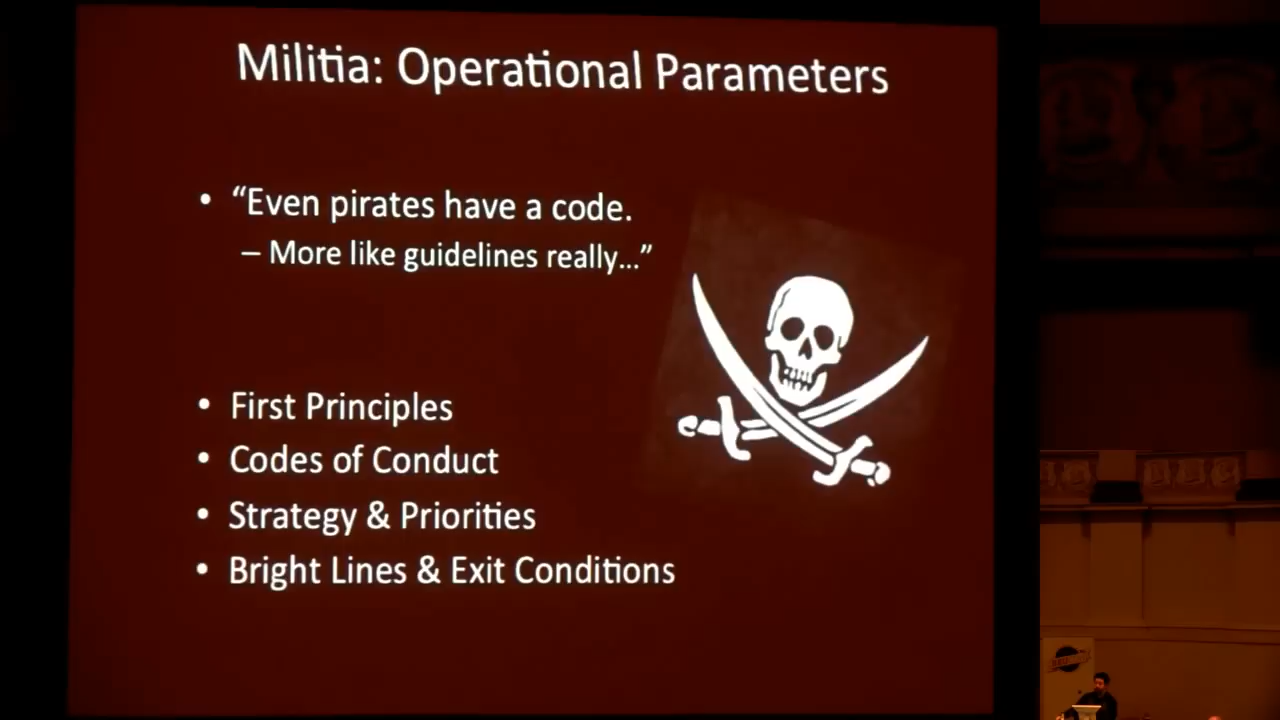 Militia: Operational Parameters
• “Even pirates have a code.
– More like guidelines really…”
• First Principles
• Codes of Conduct
• Strategy & Priorities
• Bright Lines & Exit Conditions